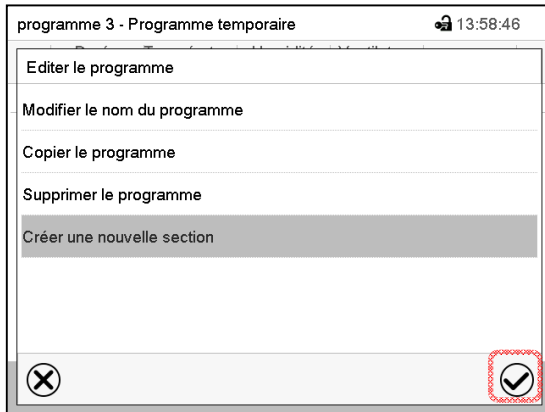 programme 3 - Programme temporaire 13:58:46
Editer le programme
Modifier le nom du programme
Copier le programme
Supprimer le programme
Créer une nouvelle section